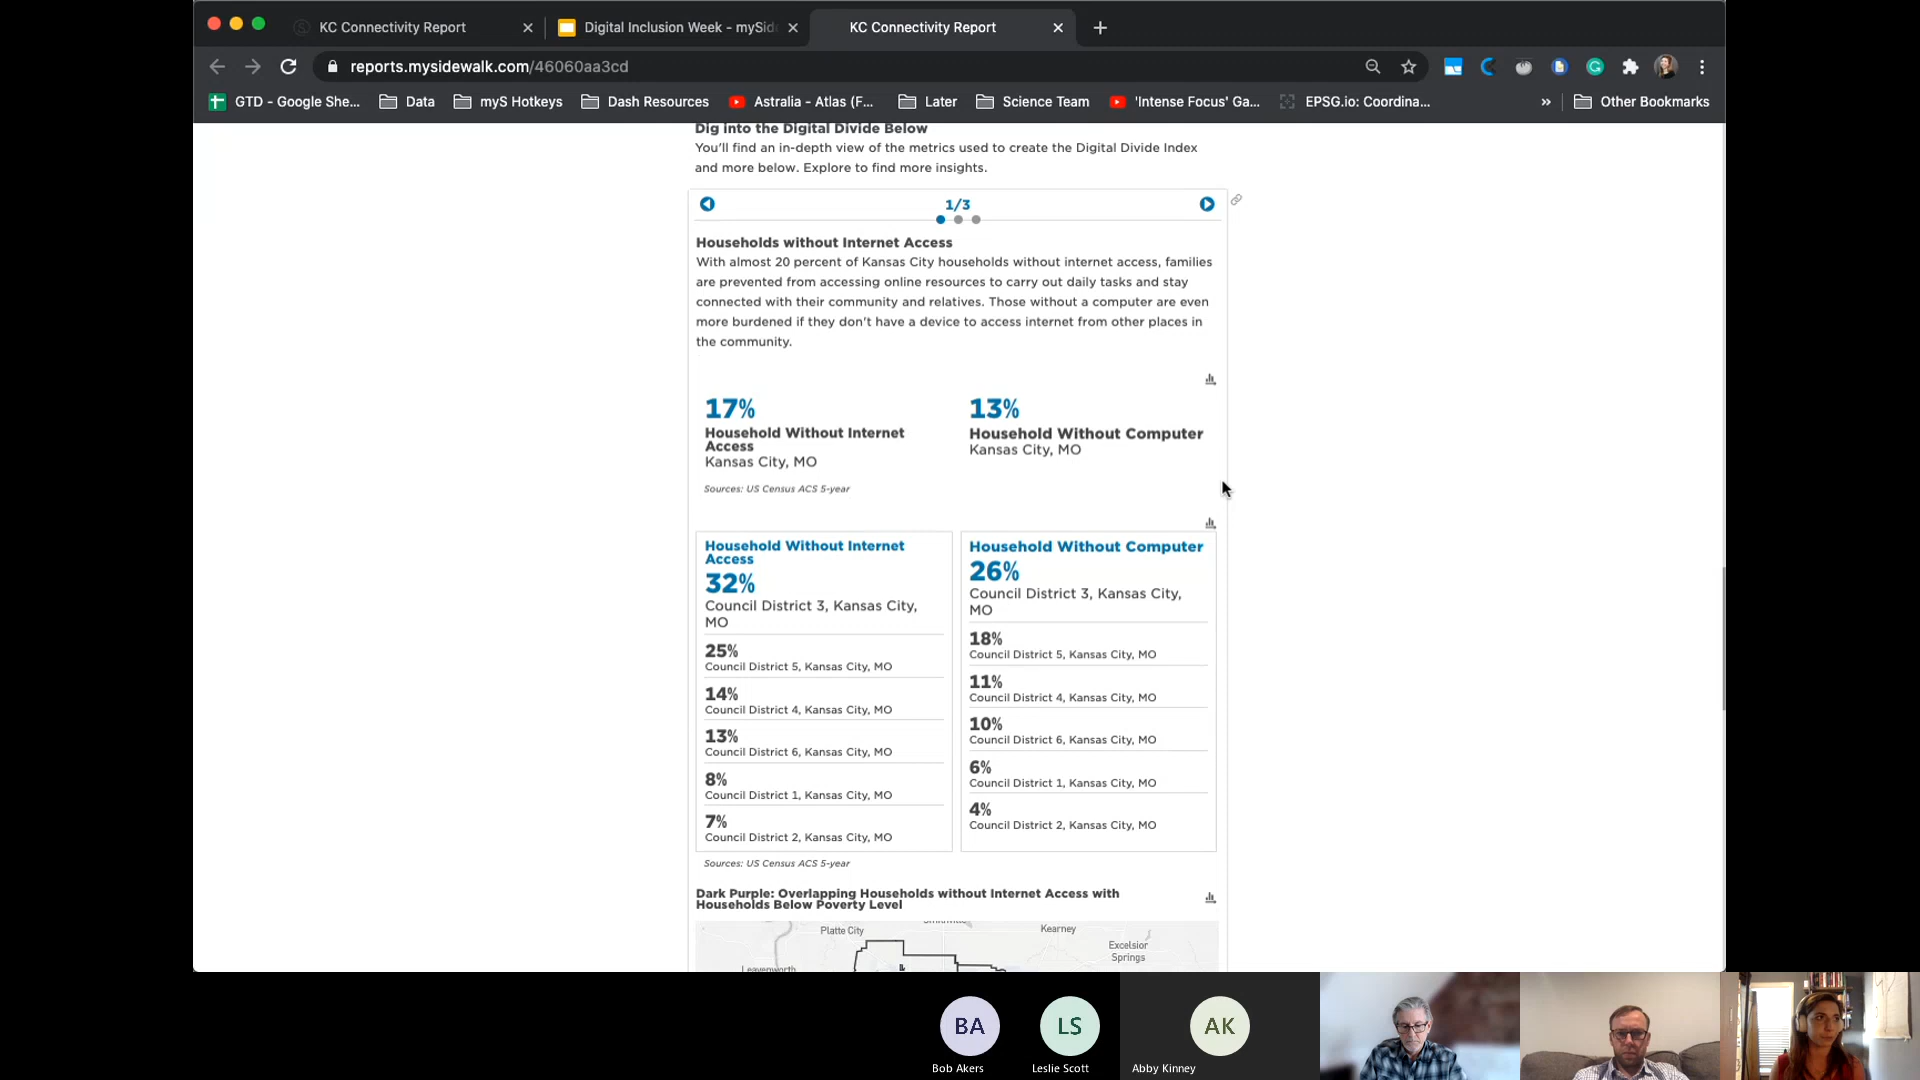 KC Connectivity Report
Digital Inclusion Week - mySid
KC Connectivity Report
reports.mysidewalk.com/46060aa3cd
GTD - Google She...
Data
myS Hotkeys
Dash Resources
Astralia - Atlas (F...
Later
Science Team
'Intense Focus' Ga...
EPSG.io: Coordina...
»
Other Bookmarks
Dig into the Digital Divide Below
You'll find an in-depth view of the metrics used to create the Digital Divide Index
and more below. Explore to find more insights.
1/3
Households without Internet Access
With almost 20 percent of Kansas City households without internet access, families
are prevented from accessing online resources to carry out daily tasks and stay
connected with their community and relatives. Those without a computer are even
more burdened if they don't have a device to access internet from other places in
the community.
17%
Household Without Internet
Access
Kansas City, MO
13%
Household Without Computer
Kansas City, MO
Sources: US Census ACS 5-year
Household Without Internet
Access
32%
Council District 3, Kansas City,
MO
25%
Council District 5, Kansas City, MO
14%
Council District 4, Kansas City, MO
13%
Council District 6, Kansas City, MO
8%
Council District 1, Kansas City, MO
7%
Council District 2, Kansas City, MO
Household Without Computer
26%
Council District 3, Kansas City,
MO
18%
Council District 5, Kansas City, MO
11%
Council District 4, Kansas City, MO
10%
Council District 6, Kansas City, MO
6%
Council District 1, Kansas City, MO
4%
Council District 2, Kansas City, MO
Sources: US Census ACS 5-year
Dark Purple: Overlapping Households without Internet Access with
Households Below Poverty Level
Platte City
Kearney
Excelsior
Springs
Leavenworth
BA
LS
AK
Bob Akers
Leslie Scott
Abby Kinney